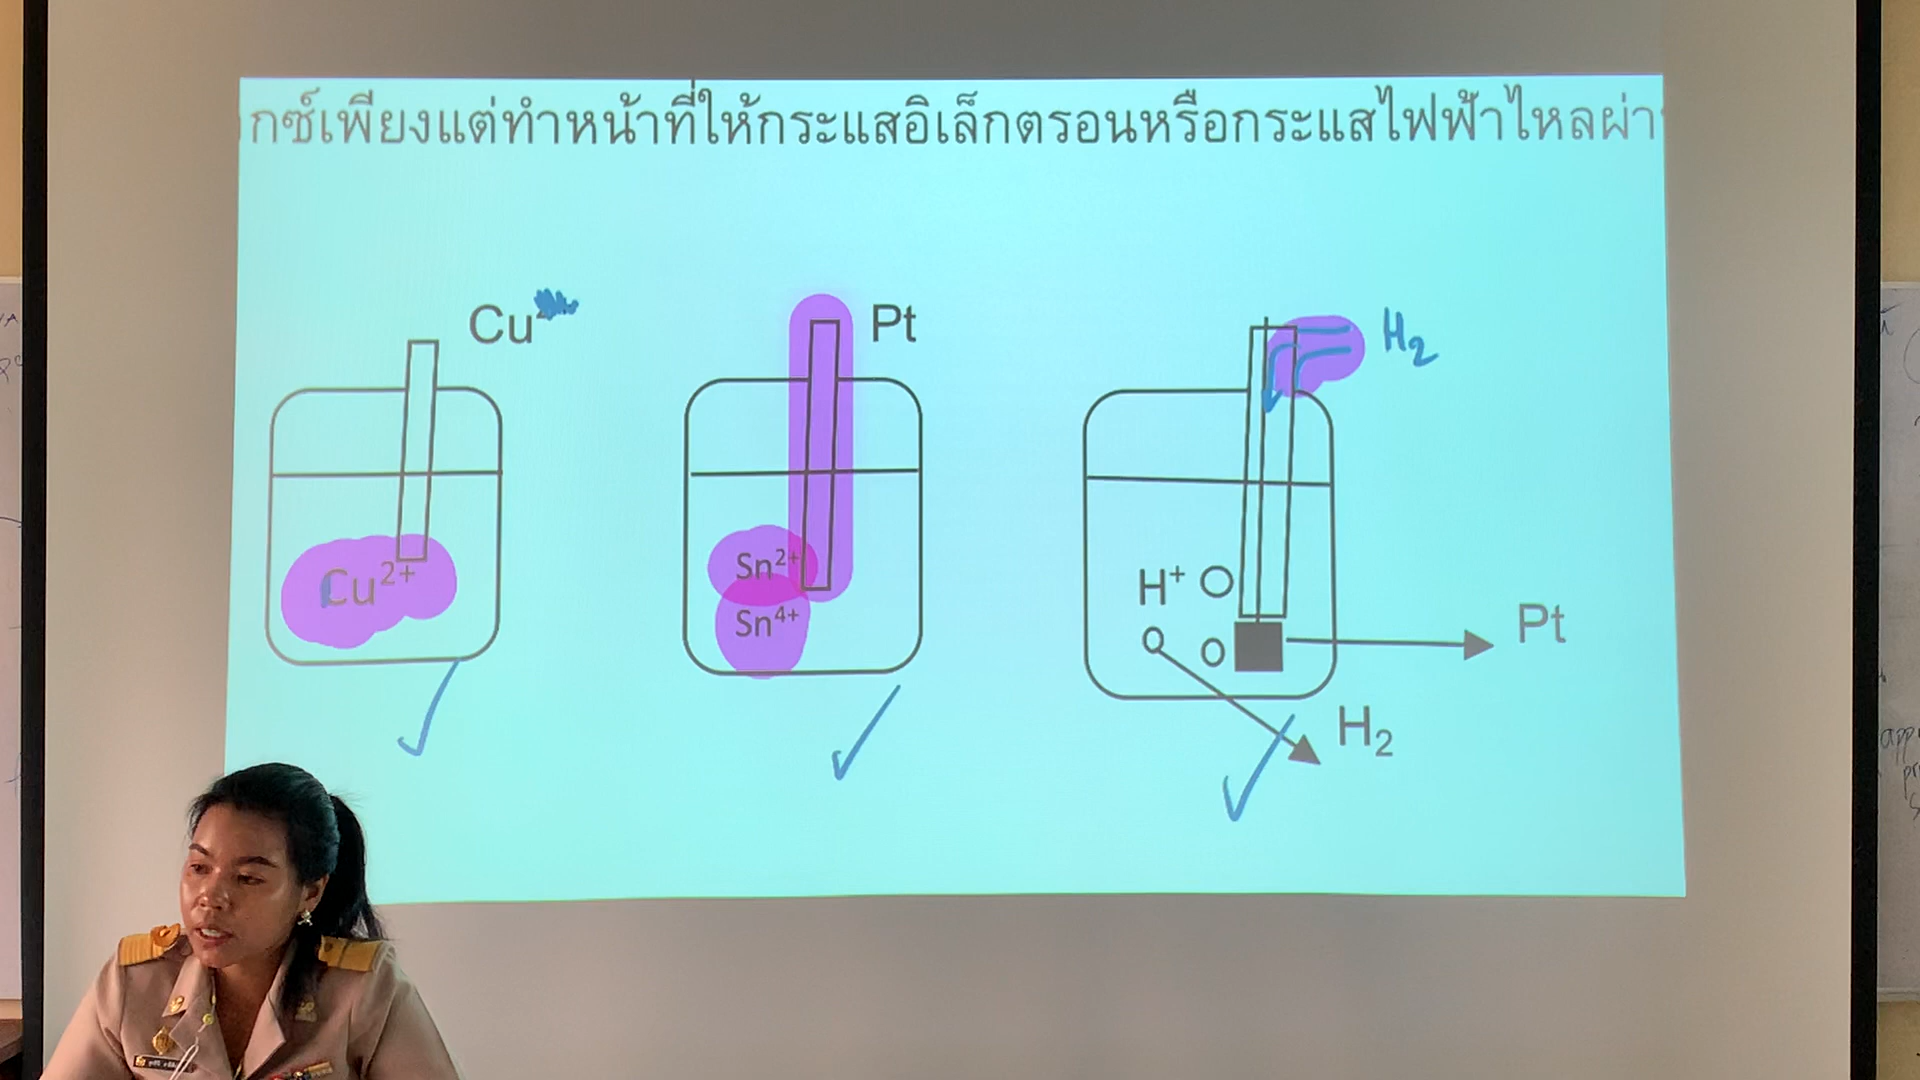 กซ์เพียงแต่ทำหน้าที่ให้กระแสอิเล็กตรอนหรือกระแสไฟฟ้าไหลผ่า
Cu
Pt
H₂
Cu²⁺
Sn²⁺
Sn⁴⁺
H⁺
Pt
H₂